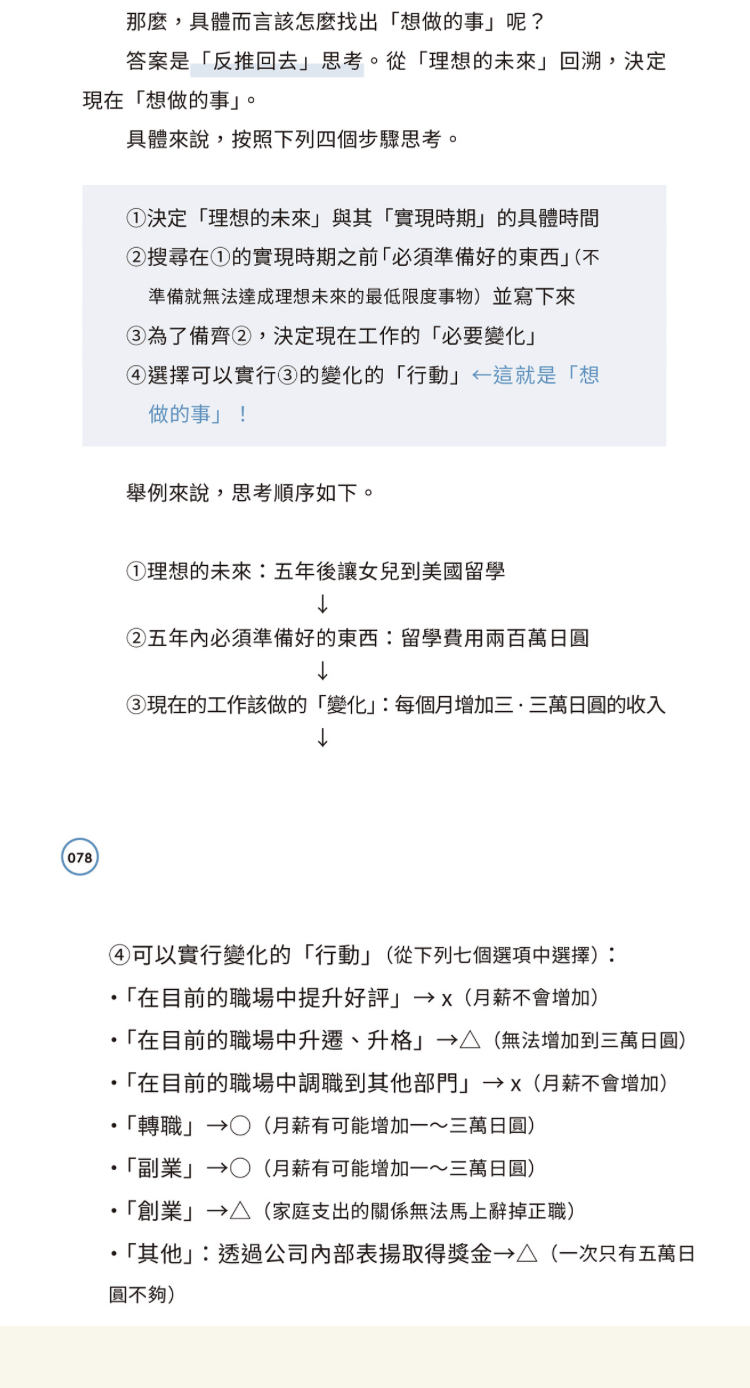 那麼，具體而言該怎麼找出「想做的事」呢？
答案是「反推回去」思考。從「理想的未來」回溯，決定
現在「想做的事」。
具體來說，按照下列四個步驟思考。
①決定「理想的未來」與其「實現時期」的具體時間
②搜尋在①的實現時期之前「必須準備好的東西」（不
準備就無法達成理想未來的最低限度事物）並寫下來
③為了備齊②，決定現在工作的「必要變化」
④選擇可以實行③的變化的「行動」←這就是「想
做的事」！
舉例來說，思考順序如下。
①理想的未來：五年後讓女兒到美國留學
↓
②五年內必須準備好的東西：留學費用兩百萬日圓
↓
③現在的工作該做的「變化」：每個月增加三．三萬日圓的收入
↓
078
④可以實行變化的「行動」（從下列七個選項中選擇）：
・「在目前的職場中提升好評」→ x（月薪不會增加）
・「在目前的職場中升遷、升格」→△（無法增加到三萬日圓）
・「在目前的職場中調職到其他部門」→ x（月薪不會增加）
・「轉職」→○（月薪有可能增加一～三萬日圓）
・「副業」→○（月薪有可能增加一～三萬日圓）
・「創業」→△（家庭支出的關係無法馬上辭掉正職）
・「其他」：透過公司內部表揚取得獎金→△（一次只有五萬日
圓不夠）